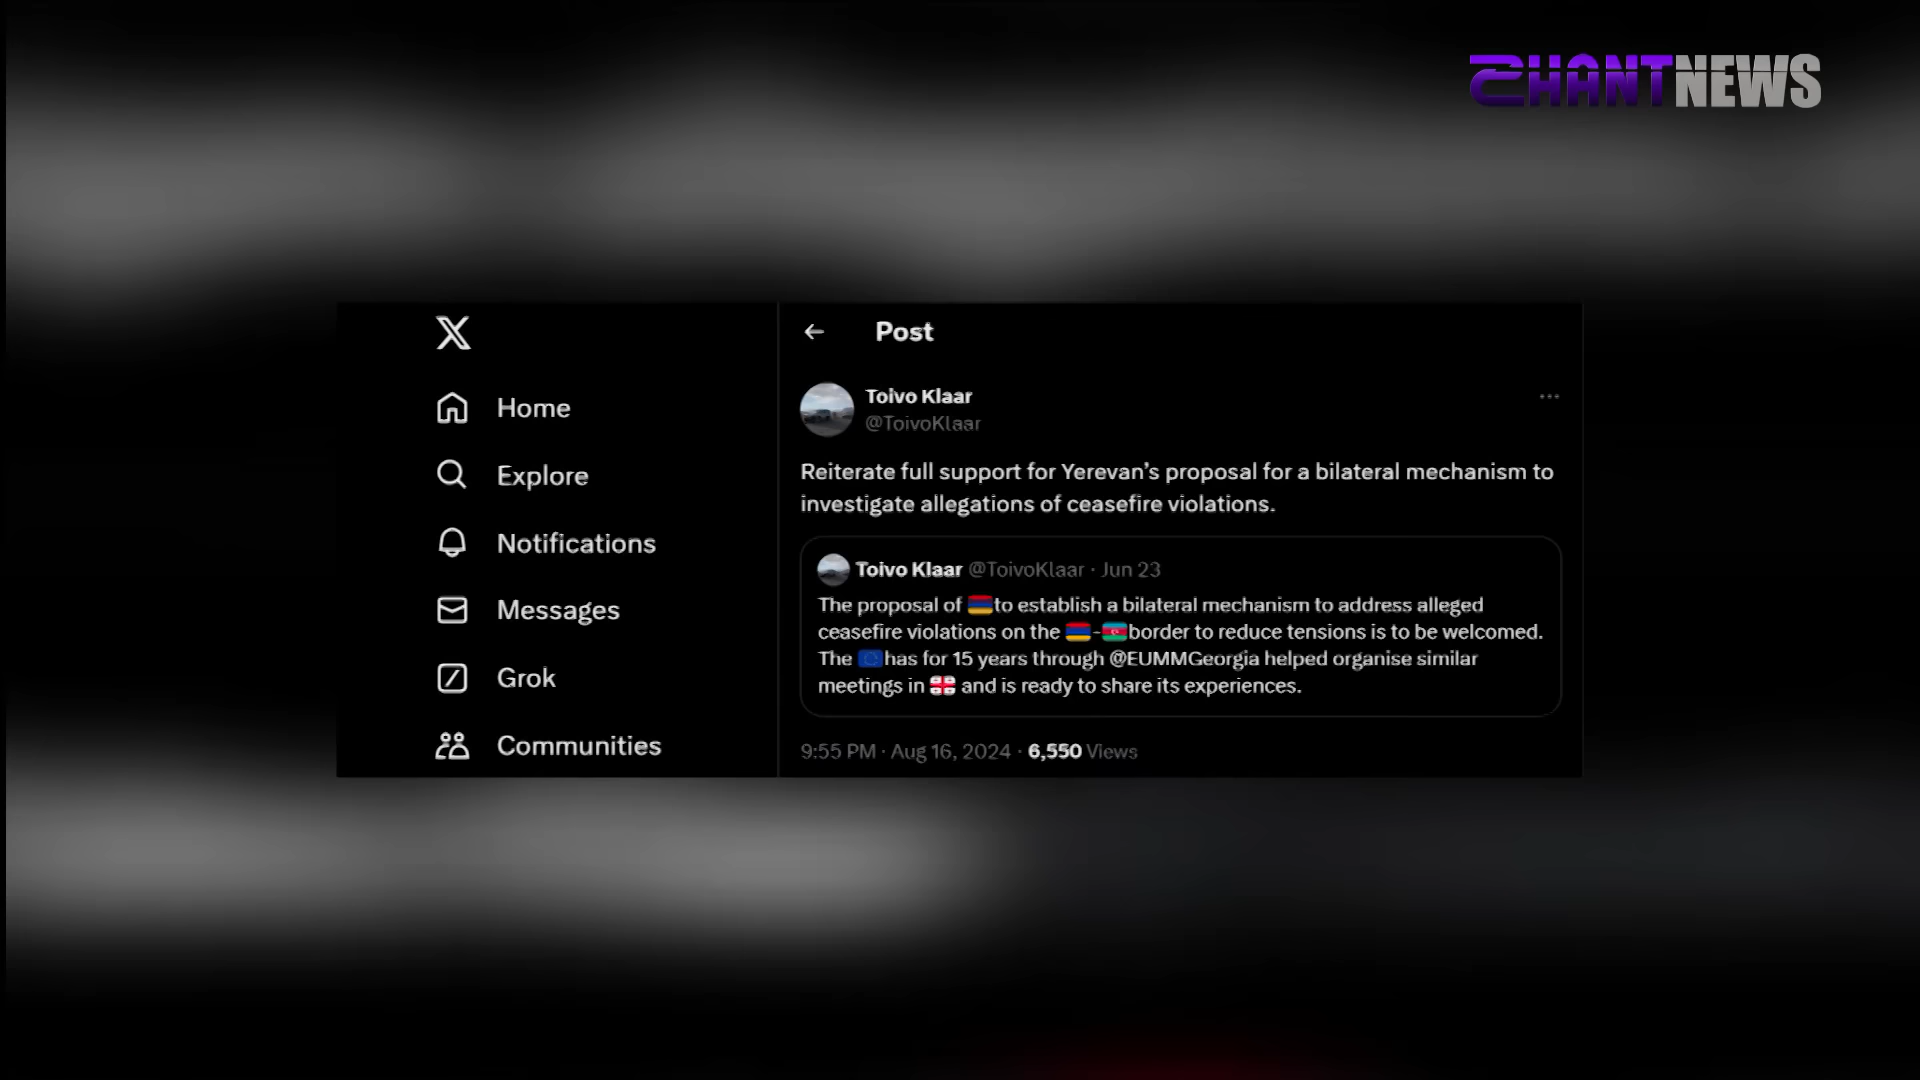 SHANTNEWS
X
Post
Home
Explore
Notifications
Messages
Grok
Communities
Toivo Klaar
@ToivoKlaar
Reiterate full support for Yerevan’s proposal for a bilateral mechanism to
investigate allegations of ceasefire violations.
Toivo Klaar @ToivoKlaar · Jun 23
The proposal of 🇦🇲to establish a bilateral mechanism to address alleged
ceasefire violations on the 🇦🇲-🇦🇿border to reduce tensions is to be welcomed.
The 🇪🇺has for 15 years through @EUMMGeorgia helped organise similar
meetings in 🇬🇪 and is ready to share its experiences.
9:55 PM · Aug 16, 2024 · 6,550 Views